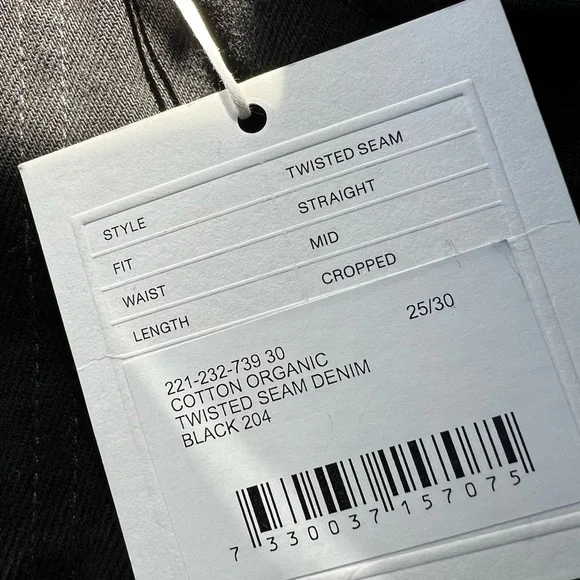 STYLE TWISTED SEAM
FIT STRAIGHT
WAIST MID
LENGTH CROPPED
25/30
221-232-739 30
COTTON ORGANIC
TWISTED SEAM DENIM
BLACK 204
7 330037 157075